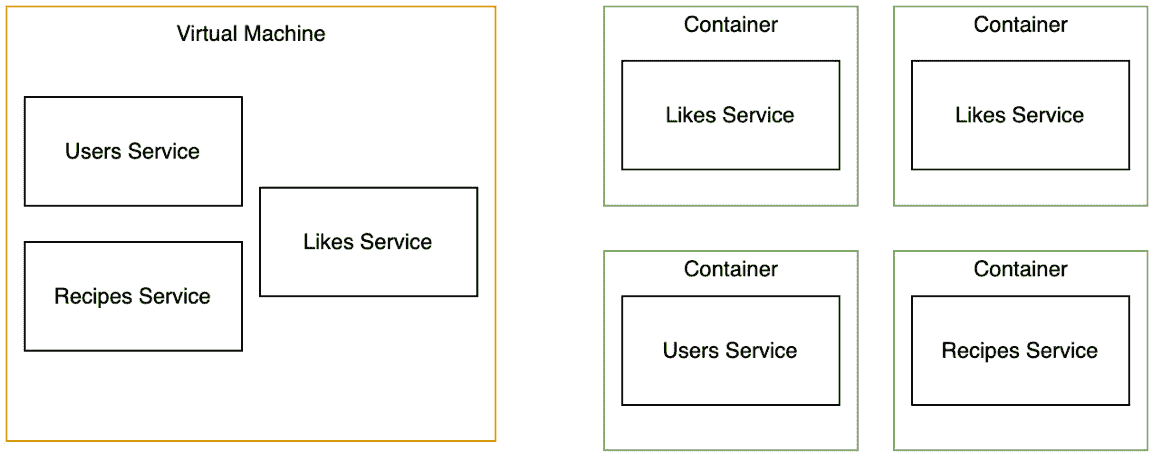 Virtual Machine
Users Service
Likes Service
Recipes Service
Container
Likes Service
Container
Likes Service
Container
Users Service
Container
Recipes Service